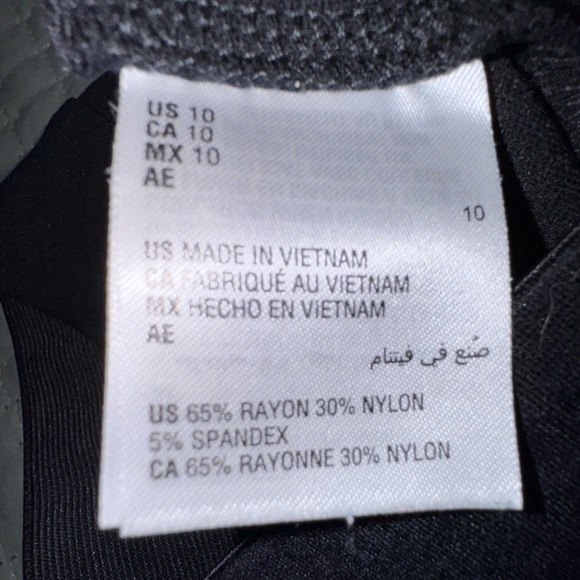 US 10
CA 10
MX 10
AE
10
US MADE IN VIETNAM
CA FABRIQUÉ AU VIETNAM
MX HECHO EN VIETNAM
AE
صُنع في فيتنام
US 65% RAYON 30% NYLON
5% SPANDEX
CA 65% RAYONNE 30% NYLON